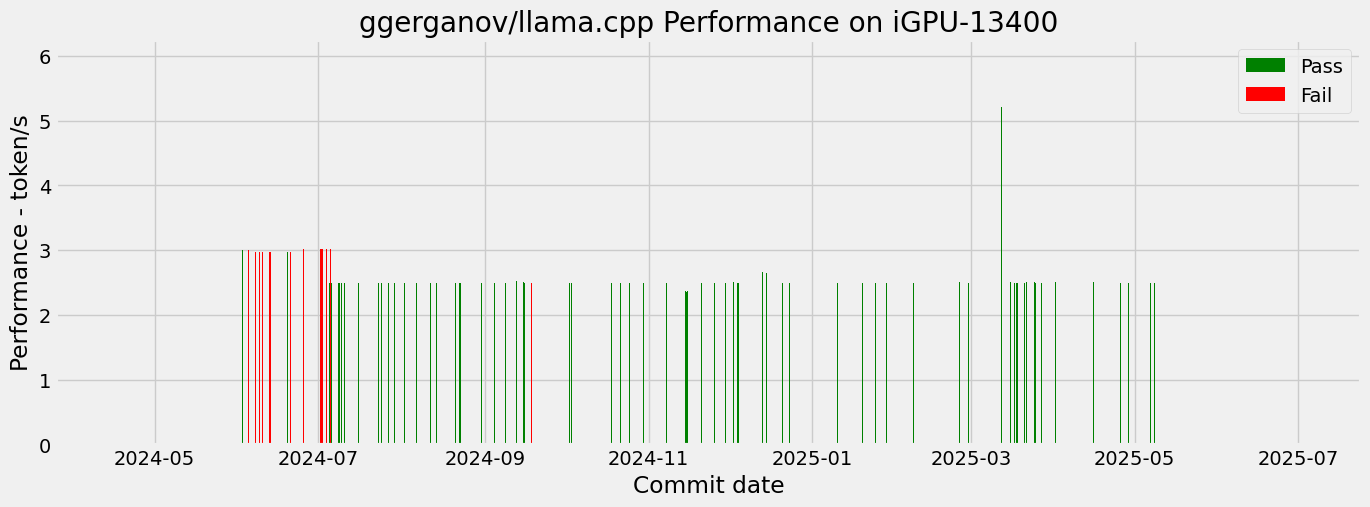 ggerganov/llama.cpp Performance on iGPU-13400
Performance - token/s
6
5
4
3
2
1
0
Pass
Fail
2024-05 2024-07 2024-09 2024-11 2025-01 2025-03 2025-05 2025-07
Commit date